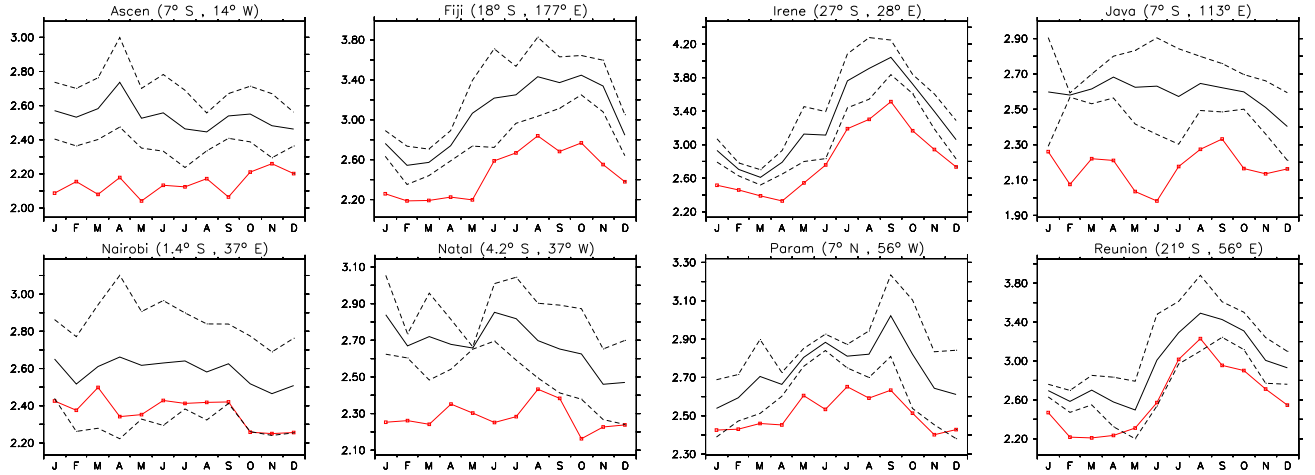 Ascen (7° S , 14° W)
3.00
2.80
2.60
2.40
2.20
2.00
J F M A M J J A S O N D
Fiji (18° S , 177° E)
3.80
3.40
3.00
2.60
2.20
J F M A M J J A S O N D
Irene (27° S , 28° E)
4.20
3.80
3.40
3.00
2.60
2.20
J F M A M J J A S O N D
Java (7° S , 113° E)
2.90
2.70
2.50
2.30
2.10
1.90
J F M A M J J A S O N D
Nairobi (1.4° S , 37° E)
3.00
2.80
2.60
2.40
2.20
J F M A M J J A S O N D
Natal (4.2° S , 37° W)
3.10
2.90
2.70
2.50
2.30
2.10
J F M A M J J A S O N D
Param (7° N , 56° W)
3.30
3.10
2.90
2.70
2.50
2.30
J F M A M J J A S O N D
Reunion (21° S , 56° E)
3.80
3.40
3.00
2.60
2.20
J F M A M J J A S O N D